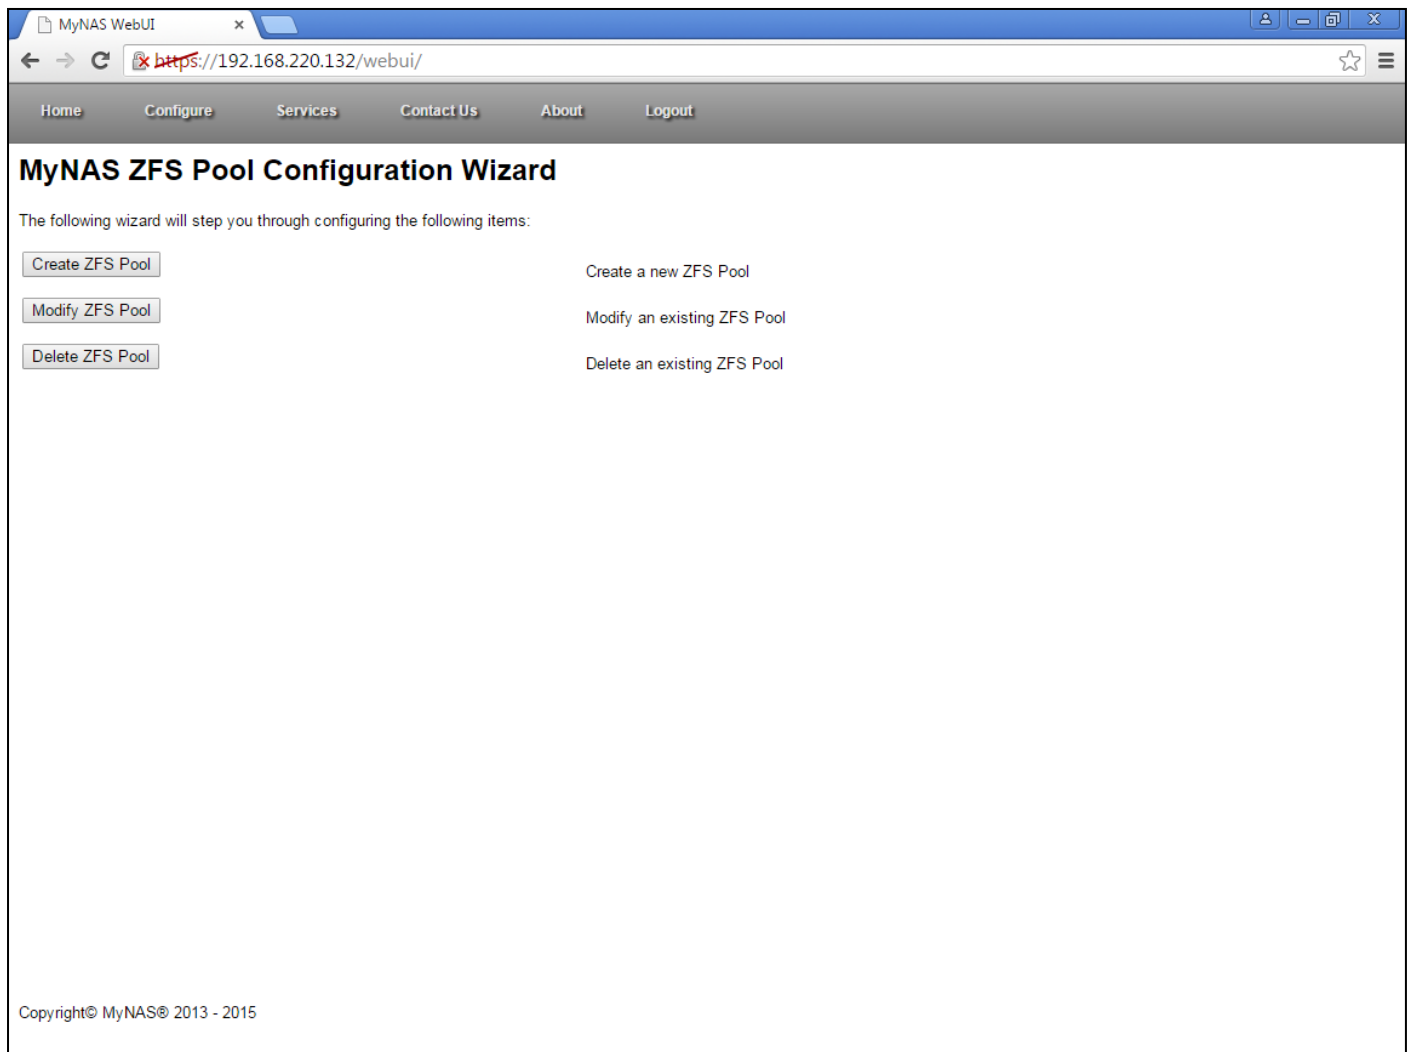 MyNAS WebUI
https://192.168.220.132/webui/
Home Configure Services Contact Us About Logout
MyNAS ZFS Pool Configuration Wizard
The following wizard will step you through configuring the following items:
Create ZFS Pool Create a new ZFS Pool
Modify ZFS Pool Modify an existing ZFS Pool
Delete ZFS Pool Delete an existing ZFS Pool
Copyright© MyNAS® 2013 - 2015